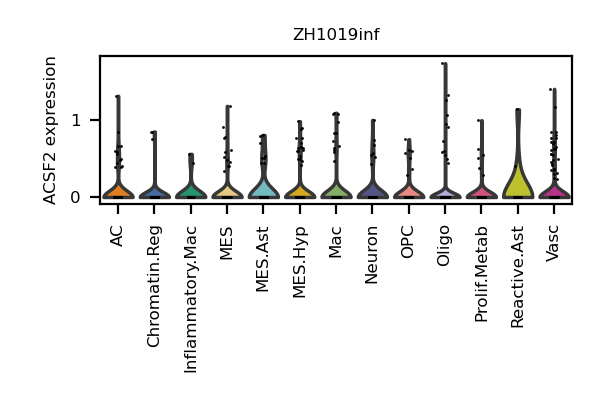 ZH1019inf
ACSF2 expression
1
0
AC
Chromatin.Reg
Inflammatory.Mac
MES
MES.Ast
MES.Hyp
Mac
Neuron
OPC
Oligo
Prolif.Metab
Reactive.Ast
Vasc